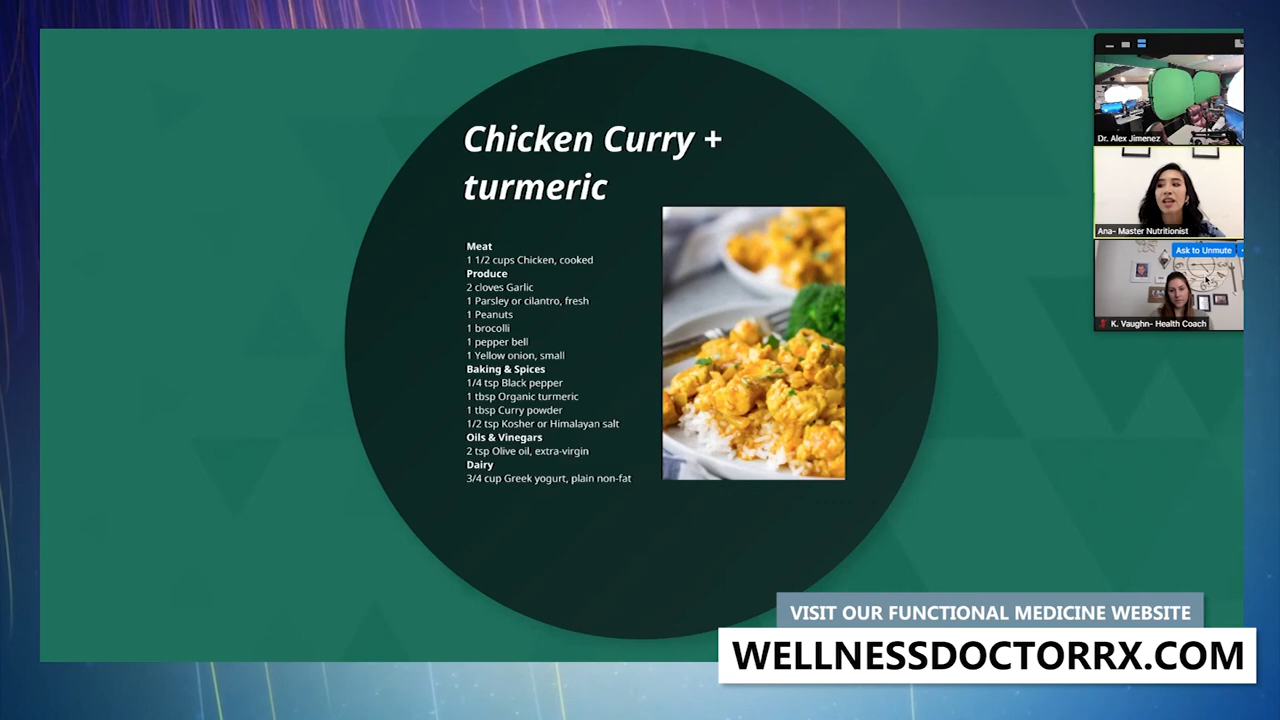 Chicken Curry +
turmeric
Meat
1 1/2 cups Chicken, cooked
Produce
2 cloves Garlic
1 Parsley or cilantro, fresh
1 Peanuts
1 brocolli
1 pepper bell
1 Yellow onion, small
Baking & Spices
1/4 tsp Black pepper
1 tbsp Organic turmeric
1 tbsp Curry powder
1/2 tsp Kosher or Himalayan salt
Oils & Vinegars
2 tsp Olive oil, extra-virgin
Dairy
3/4 cup Greek yogurt, plain non-fat
Dr. Alex Jimenez
Ana- Master Nutritionist
Ask to Unmute
K. Vaughn- Health Coach
VISIT OUR FUNCTIONAL MEDICINE WEBSITE
WELLNESSDOCTORRX.COM